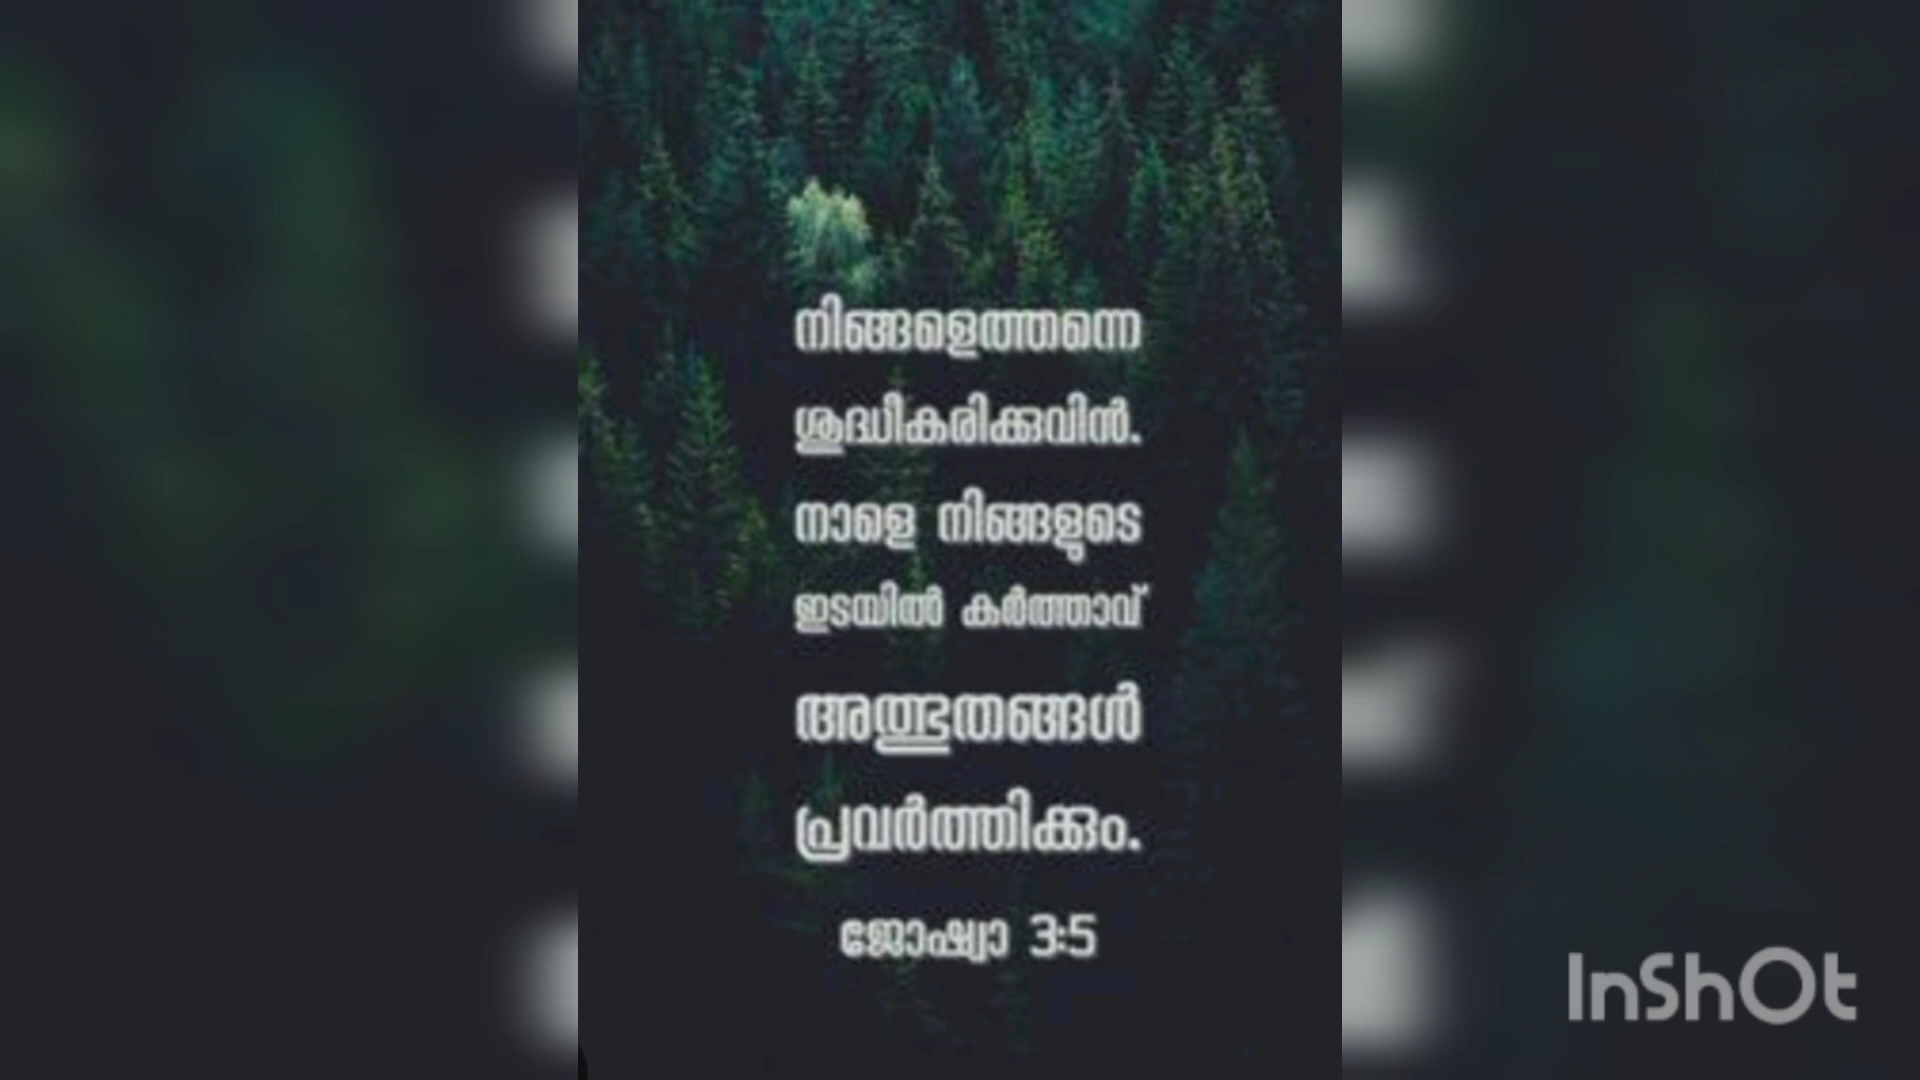 നിങ്ങളെത്തന്നെ
ശുദ്ധീകരിക്കുവിൻ.
നാളെ നിങ്ങളുടെ
ഇടയിൽ കർത്താവ്
അത്ഭുതങ്ങൾ
പ്രവർത്തിക്കും.
ജോഷ്വാ 3:5
InShOt